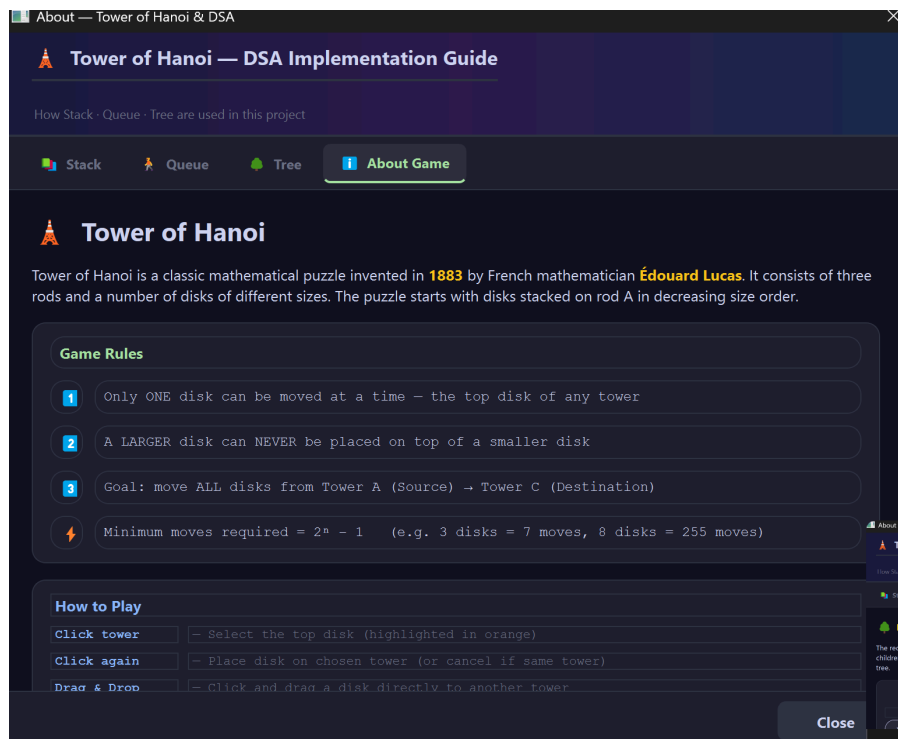 About — Tower of Hanoi & DSA
Tower of Hanoi — DSA Implementation Guide
How Stack · Queue · Tree are used in this project
Stack
Queue
Tree
About Game
Tower of Hanoi
Tower of Hanoi is a classic mathematical puzzle invented in 1883 by French mathematician Édouard Lucas. It consists of three
rods and a number of disks of different sizes. The puzzle starts with disks stacked on rod A in decreasing size order.
Game Rules
1 Only ONE disk can be moved at a time — the top disk of any tower
2 A LARGER disk can NEVER be placed on top of a smaller disk
3 Goal: move ALL disks from Tower A (Source) → Tower C (Destination)
Minimum moves required = 2ⁿ - 1 (e.g. 3 disks = 7 moves, 8 disks = 255 moves)
How to Play
Click tower — Select the top disk (highlighted in orange)
Click again — Place disk on chosen tower (or cancel if same tower)
Drag & Drop — Click and drag a disk directly to another tower
Close
About
The rec
childre
tree.